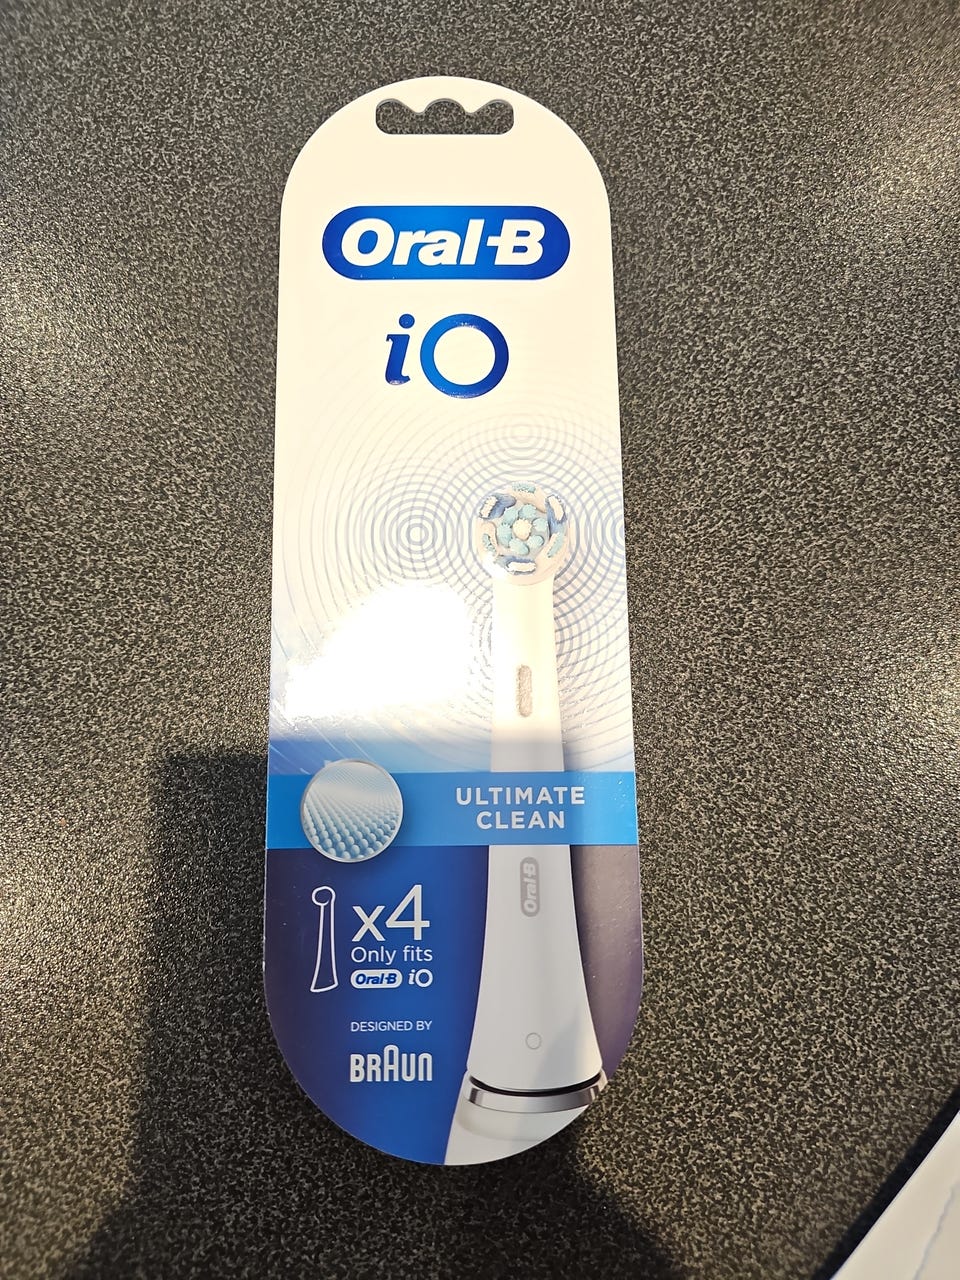 Oral-B
iO
ULTIMATE
CLEAN
Oral-B
x4
Only fits
Oral-B iO
DESIGNED BY
BRAUN